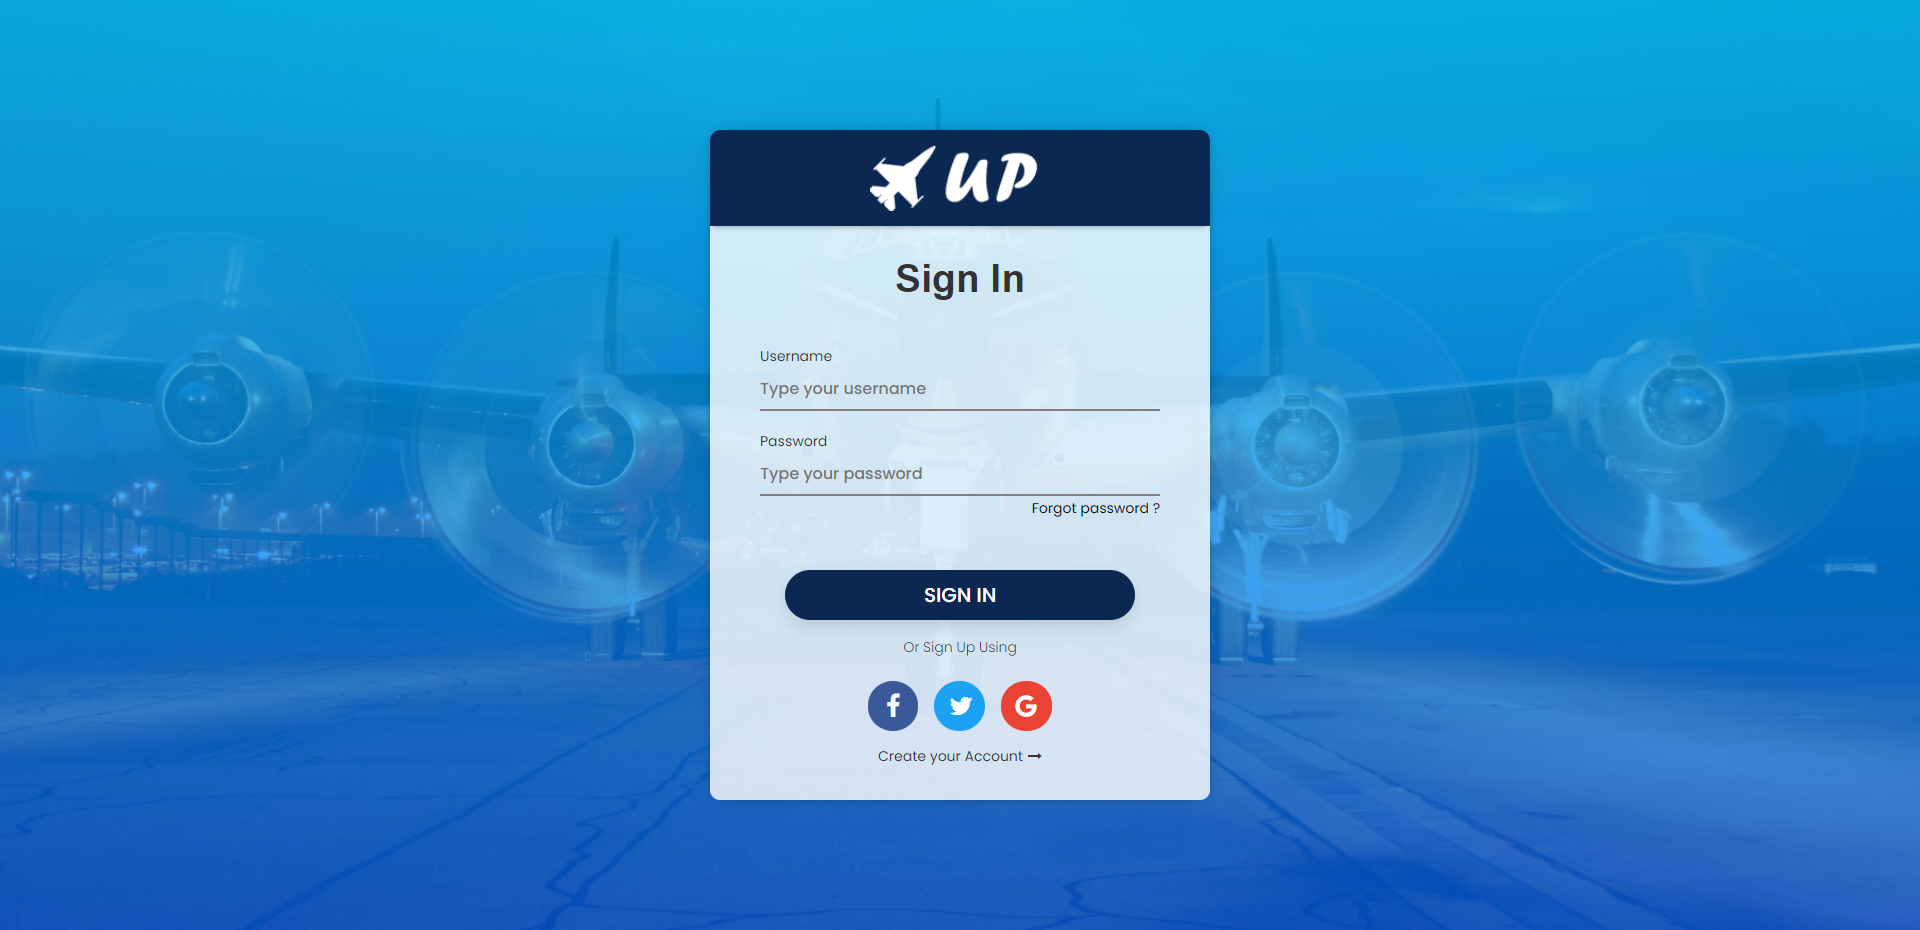 UP
Sign In
Username
Type your username
Password
Type your password
Forgot password ?
SIGN IN
Or Sign Up Using
Create your Account